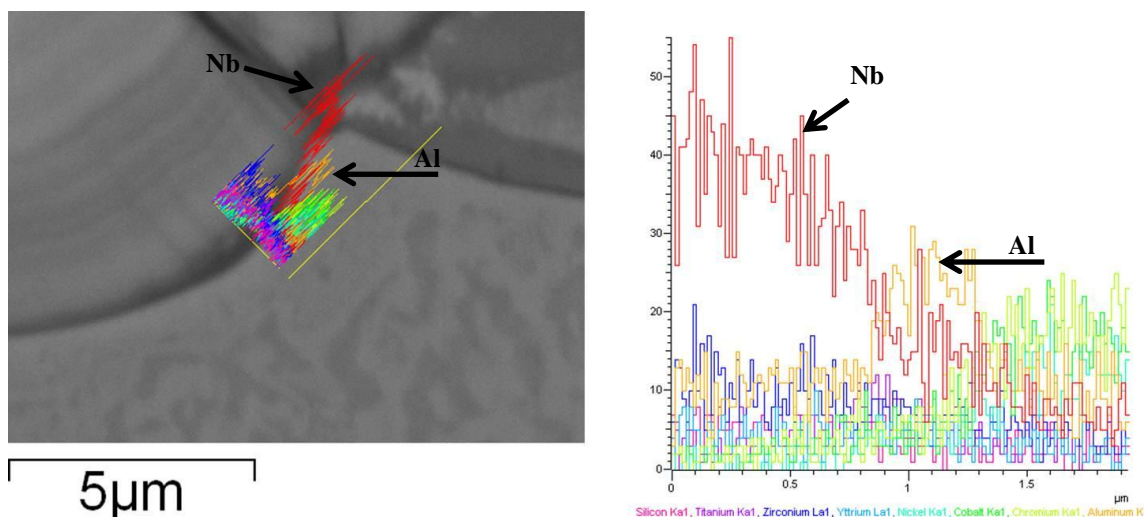 Nb
Al
5µm
50
40
30
20
10
0
Nb
Al
0 0.5 1 1.5
µm
Silicon Ka1, Titanium Ka1, Zirconium La1, Yttrium La1, Nickel Ka1, Cobalt Ka1, Chromium Ka1, Aluminum K